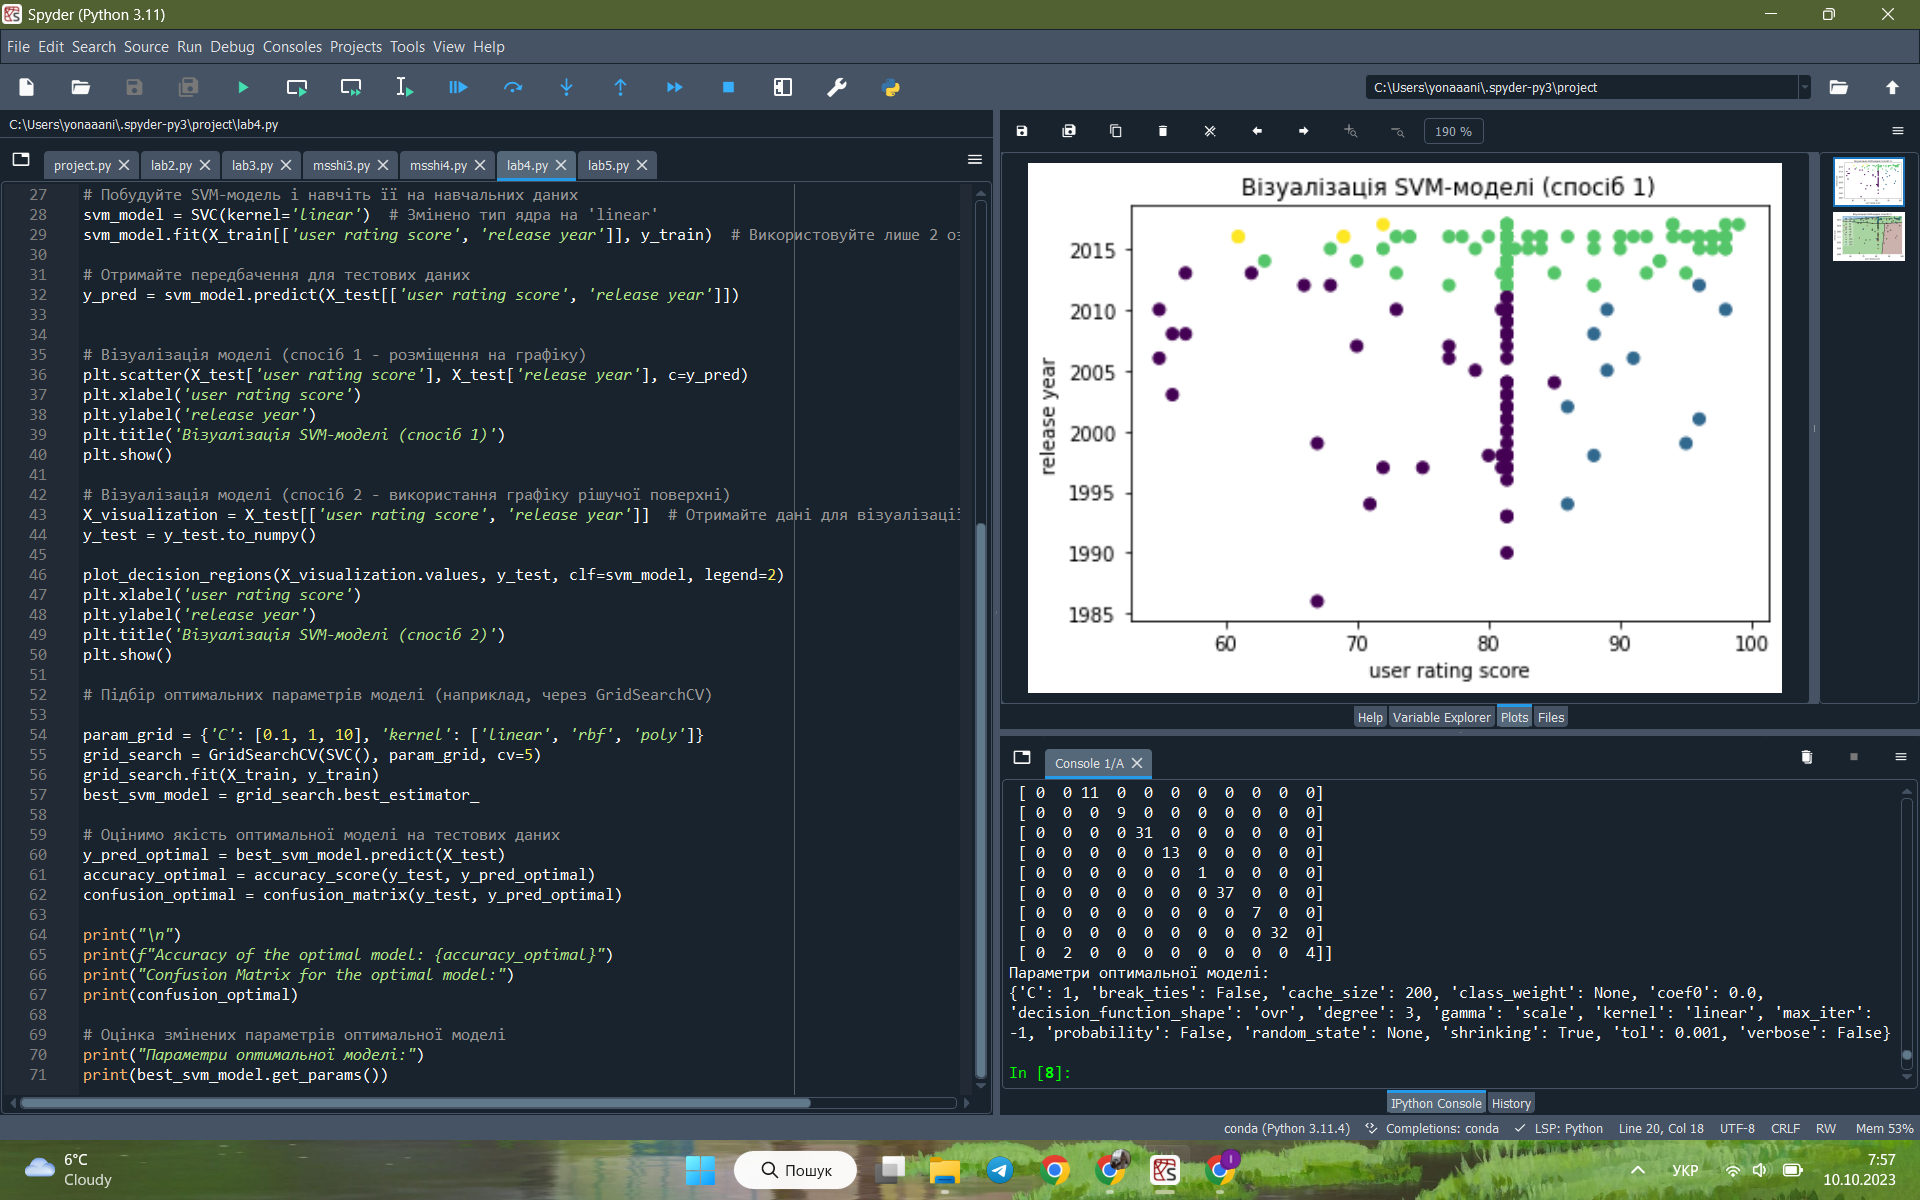 Spyder (Python 3.11)
File Edit Search Source Run Debug Consoles Projects Tools View Help
C:\Users\yonaaani\.spyder-py3\project
C:\Users\yonaaani\.spyder-py3\project\lab4.py
project.py lab2.py lab3.py msshi3.py msshi4.py lab4.py lab5.py
27 # Побудуйте SVM-модель і навчіть її на навчальних даних
28 svm_model = SVC(kernel='linear')  # Змінено тип ядра на 'linear'
29 svm_model.fit(X_train[['user rating score', 'release year']], y_train)  # Використовуйте лише 2 оз
30
31 # Отримайте передбачення для тестових даних
32 y_pred = svm_model.predict(X_test[['user rating score', 'release year']])
33
34
35 # Візуалізація моделі (спосіб 1 - розміщення на графіку)
36 plt.scatter(X_test['user rating score'], X_test['release year'], c=y_pred)
37 plt.xlabel('user rating score')
38 plt.ylabel('release year')
39 plt.title('Візуалізація SVM-моделі (спосіб 1)')
40 plt.show()
41
42 # Візуалізація моделі (спосіб 2 - використання графіку рішучої поверхні)
43 X_visualization = X_test[['user rating score', 'release year']]  # Отримайте дані для візуалізації
44 y_test = y_test.to_numpy()
45
46 plot_decision_regions(X_visualization.values, y_test, clf=svm_model, legend=2)
47 plt.xlabel('user rating score')
48 plt.ylabel('release year')
49 plt.title('Візуалізація SVM-моделі (спосіб 2)')
50 plt.show()
51
52 # Підбір оптимальних параметрів моделі (наприклад, через GridSearchCV)
53
54 param_grid = {'C': [0.1, 1, 10], 'kernel': ['linear', 'rbf', 'poly']}
55 grid_search = GridSearchCV(SVC(), param_grid, cv=5)
56 grid_search.fit(X_train, y_train)
57 best_svm_model = grid_search.best_estimator_
58
59 # Оцінимо якість оптимальної моделі на тестових даних
60 y_pred_optimal = best_svm_model.predict(X_test)
61 accuracy_optimal = accuracy_score(y_test, y_pred_optimal)
62 confusion_optimal = confusion_matrix(y_test, y_pred_optimal)
63
64 print("\n")
65 print(f"Accuracy of the optimal model: {accuracy_optimal}")
66 print("Confusion Matrix for the optimal model:")
67 print(confusion_optimal)
68
69 # Оцінка змінених параметрів оптимальної моделі
70 print("Параметри оптимальної моделі:")
71 print(best_svm_model.get_params())
190 %
Візуалізація SVM-моделі (спосіб 1)
2015
2010
2005
2000
1995
1990
1985
release year
60 70 80 90 100
user rating score
Help Variable Explorer Plots Files
Console 1/A
[ 0  0 11  0  0  0  0  0  0  0  0]
[ 0  0  0  9  0  0  0  0  0  0  0]
[ 0  0  0  0 31  0  0  0  0  0  0]
[ 0  0  0  0  0 13  0  0  0  0  0]
[ 0  0  0  0  0  0  1  0  0  0  0]
[ 0  0  0  0  0  0  0 37  0  0  0]
[ 0  0  0  0  0  0  0  0  7  0  0]
[ 0  0  0  0  0  0  0  0  0 32  0]
[ 0  2  0  0  0  0  0  0  0  0  4]]
Параметри оптимальної моделі:
{'C': 1, 'break_ties': False, 'cache_size': 200, 'class_weight': None, 'coef0': 0.0,
'decision_function_shape': 'ovr', 'degree': 3, 'gamma': 'scale', 'kernel': 'linear', 'max_iter':
-1, 'probability': False, 'random_state': None, 'shrinking': True, 'tol': 0.001, 'verbose': False}
In [8]:
IPython Console History
conda (Python 3.11.4) Completions: conda LSP: Python Line 20, Col 18 UTF-8 CRLF RW Mem 53%
6°C
Cloudy
Пошук
УКР
7:57
10.10.2023